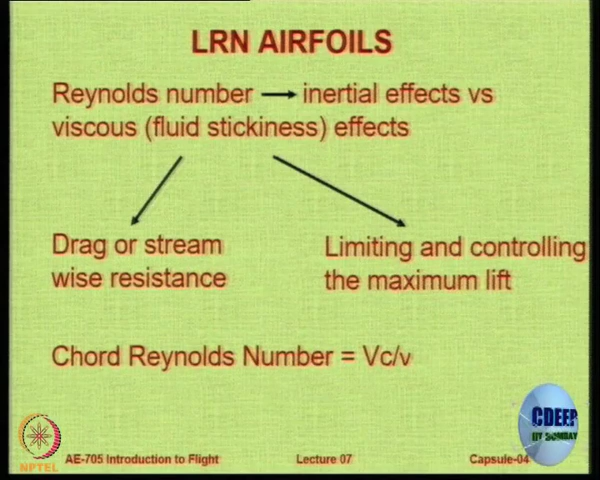 LRN AIRFOILS
Reynolds number → inertial effects vs
viscous (fluid stickiness) effects
Drag or stream
wise resistance
Limiting and controlling
the maximum lift
Chord Reynolds Number = Vc/ν
CDEEP
IIT BOMBAY
NPTEL
AE-705 Introduction to Flight
Lecture 07
Capsule-04